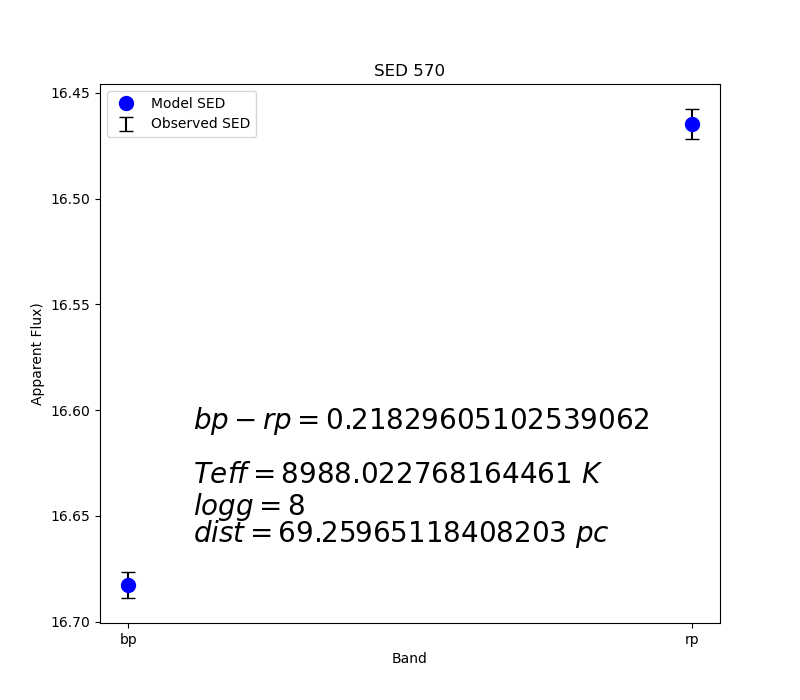 SED 570
Model SED
Observed SED
16.45
16.50
16.55
16.60
16.65
16.70
Apparent Flux)
bp − rp = 0.21829605102539062
Teff = 8988.022768164461 K
logg = 8
dist = 69.25965118408203 pc
bp
rp
Band